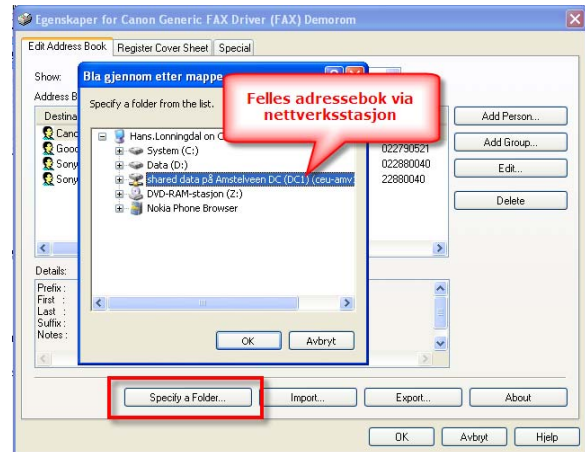 Egenskaper for Canon Generic FAX Driver (FAX) Demorom
Edit Address Book Register Cover Sheet Special
Show:
Bla gjennom etter mappe
Address B
Specify a folder from the list.
Felles adressebok via
nettverksstasjon
Destina
Canc
Good
Sony
Sony
Hans.Lonningdal on C
System (C:)
Data (D:)
shared data på Amstelveen DC (DC1) (ceu-amv
DVD-RAM-stasjon (Z:)
Nokia Phone Browser
022790521
022880040
22880040
Add Person...
Add Group...
Edit...
Delete
Details:
Prefix :
First :
Last :
Suffix :
Notes :
OK Avbryt
Specify a Folder... Import... Export... About
OK Avbryt Hjelp